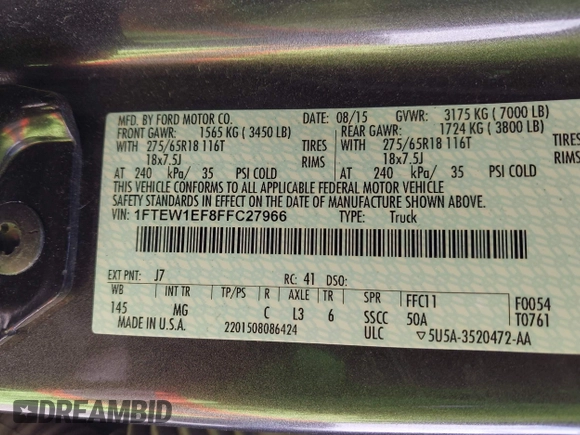 MFD. BY FORD MOTOR CO. DATE: 08/15 GVWR: 3175 KG ( 7000 LB)
FRONT GAWR: 1565 KG ( 3450 LB) REAR GAWR: 1724 KG ( 3800 LB)
WITH 275/65R18 116T TIRES WITH 275/65R18 116T TIRES
18x7.5J RIMS 18x7.5J RIMS
AT 240 kPa/ 35 PSI COLD AT 240 kPa/ 35 PSI COLD
THIS VEHICLE CONFORMS TO ALL APPLICABLE FEDERAL MOTOR VEHICLE
SAFETY STANDARDS IN EFFECT ON THE DATE OF MANUFACTURE SHOWN ABOVE.
VIN: 1FTEW1EF8FFC27966 TYPE: Truck
EXT PNT: J7 RC: 41 DSO:
WB INT TR TP/PS R AXLE TR SPR FFC11 F0054
145 MG C L3 6 SSCC 50A T0761
MADE IN U.S.A. 2201508086424 ULC ▽5U5A-3520472-AA
DREAMBID